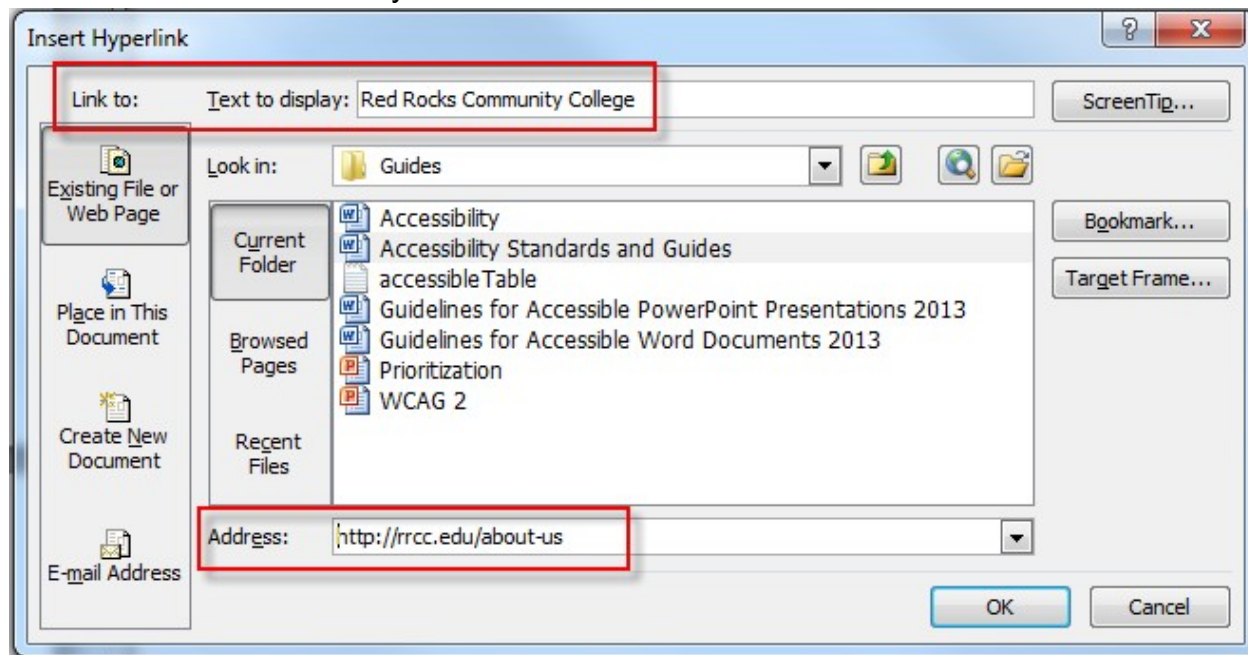 Insert Hyperlink
Link to:
Text to display: Red Rocks Community College
ScreenTip...
Existing File or
Web Page
Place in This
Document
Create New
Document
E-mail Address
Look in: Guides
Current
Folder
Browsed
Pages
Recent
Files
Accessibility
Accessibility Standards and Guides
accessibleTable
Guidelines for Accessible PowerPoint Presentations 2013
Guidelines for Accessible Word Documents 2013
Prioritization
WCAG 2
Bookmark...
Target Frame...
Address: http://rrcc.edu/about-us
OK
Cancel